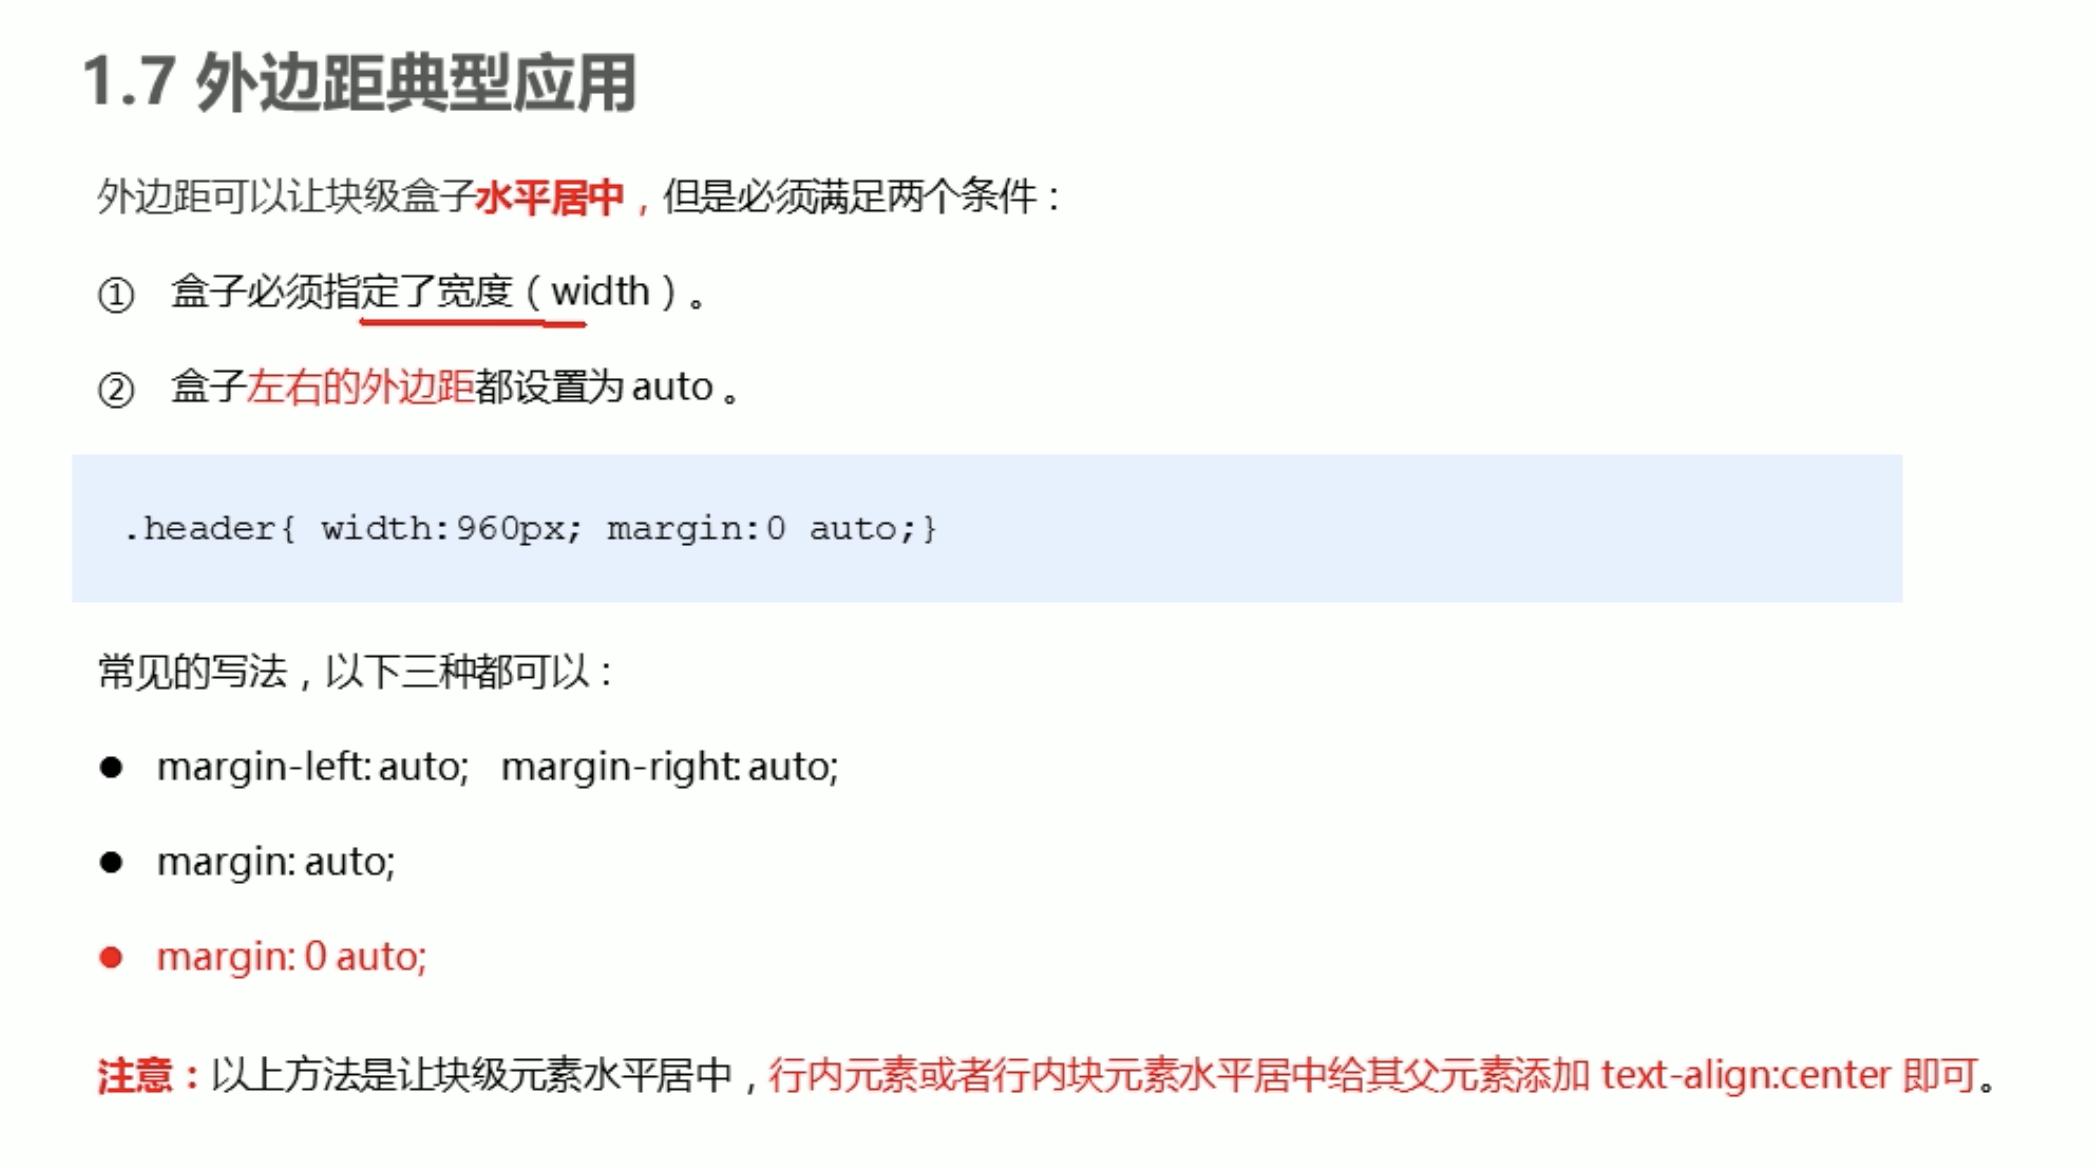 1.7 外边距典型应用
外边距可以让块级盒子水平居中，但是必须满足两个条件：
① 盒子必须指定了宽度（width）。
② 盒子左右的外边距都设置为 auto 。
.header{ width:960px; margin:0 auto;}
常见的写法，以下三种都可以：
● margin-left: auto; margin-right: auto;
● margin: auto;
● margin: 0 auto;
注意：以上方法是让块级元素水平居中，行内元素或者行内块元素水平居中给其父元素添加 text-align:center 即可。